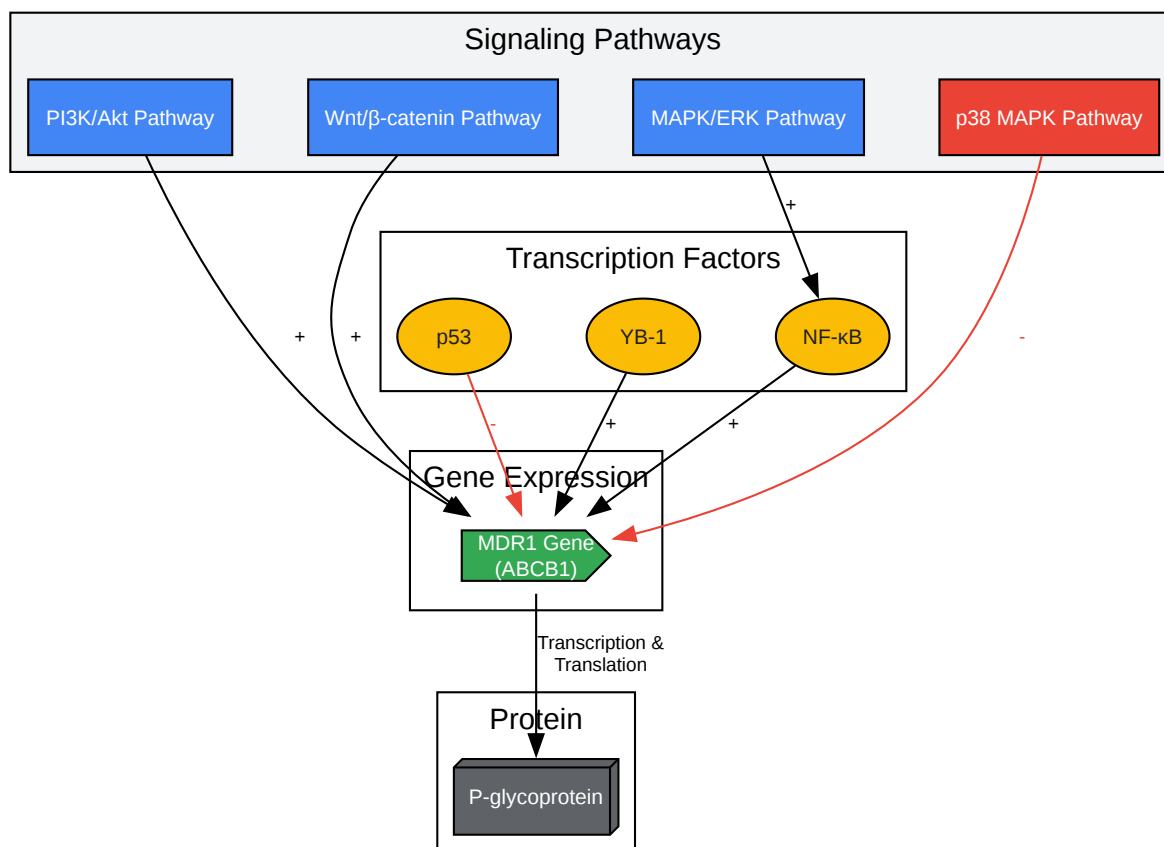 Signaling Pathways
PI3K/Akt Pathway
Wnt/β-catenin Pathway
MAPK/ERK Pathway
p38 MAPK Pathway
+
Transcription Factors
p53
YB-1
NF-κB
+
+
-
-
+
+
Gene Expression
MDR1 Gene
(ABCB1)
Transcription &
Translation
Protein
P-glycoprotein